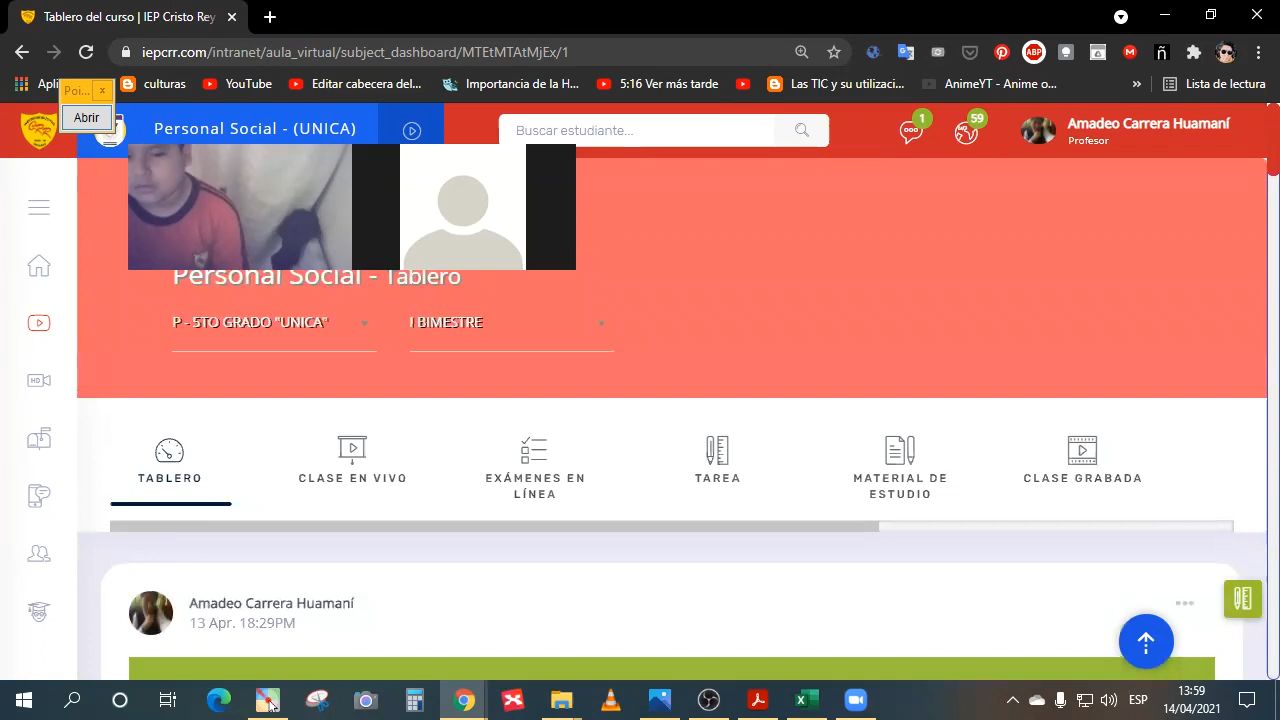 Tablero del curso | IEP Cristo Rey
iepcrr.com/intranet/aula_virtual/subject_dashboard/MTEtMTAtMjEx/1
ABP
ñ
Apli
culturas
YouTube
Editar cabecera del...
Importancia de la H...
5:16 Ver más tarde
Las TIC y su utilizaci...
AnimeYT - Anime o...
»
Lista de lectura
Poi...
Abrir
Personal Social - (UNICA)
Buscar estudiante...
1
59
Amadeo Carrera Huamaní
Profesor
Personal Social - Tablero
P - 5TO GRADO "UNICA"
I BIMESTRE
HD
TABLERO
CLASE EN VIVO
EXÁMENES EN
LÍNEA
TAREA
MATERIAL DE
ESTUDIO
CLASE GRABADA
Amadeo Carrera Huamaní
13 Apr. 18:29PM
ESP
13:59
14/04/2021